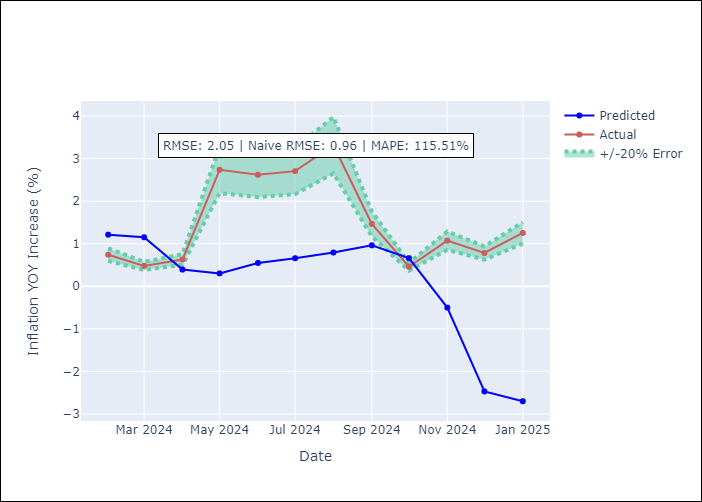 RMSE: 2.05 | Naive RMSE: 0.96 | MAPE: 115.51%
Predicted
Actual
+/-20% Error
Inflation YOY Increase (%)
4
3
2
1
0
−1
−2
−3
Mar 2024
May 2024
Jul 2024
Sep 2024
Nov 2024
Jan 2025
Date